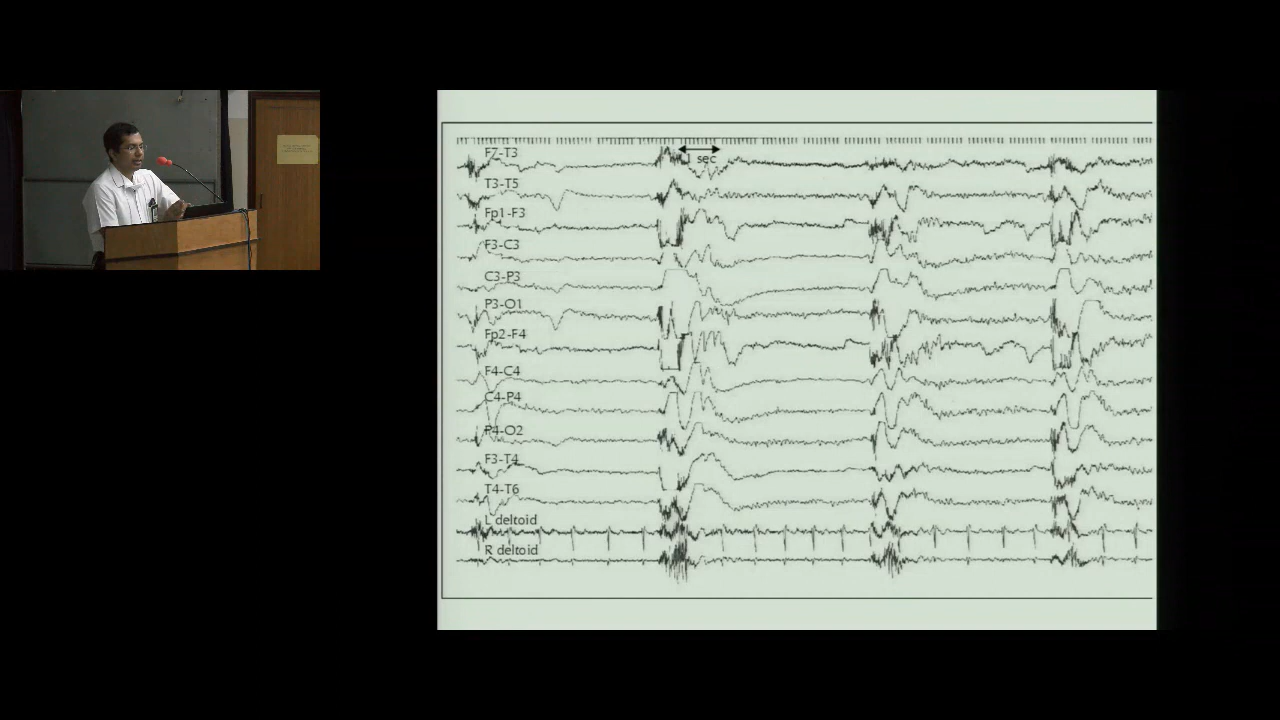 sec
F7-T3
T3-T5
Fp1-F3
F3-C3
C3-P3
P3-O1
Fp2-F4
F4-C4
C4-P4
P4-O2
F3-T4
T4-T6
L deltoid
R deltoid